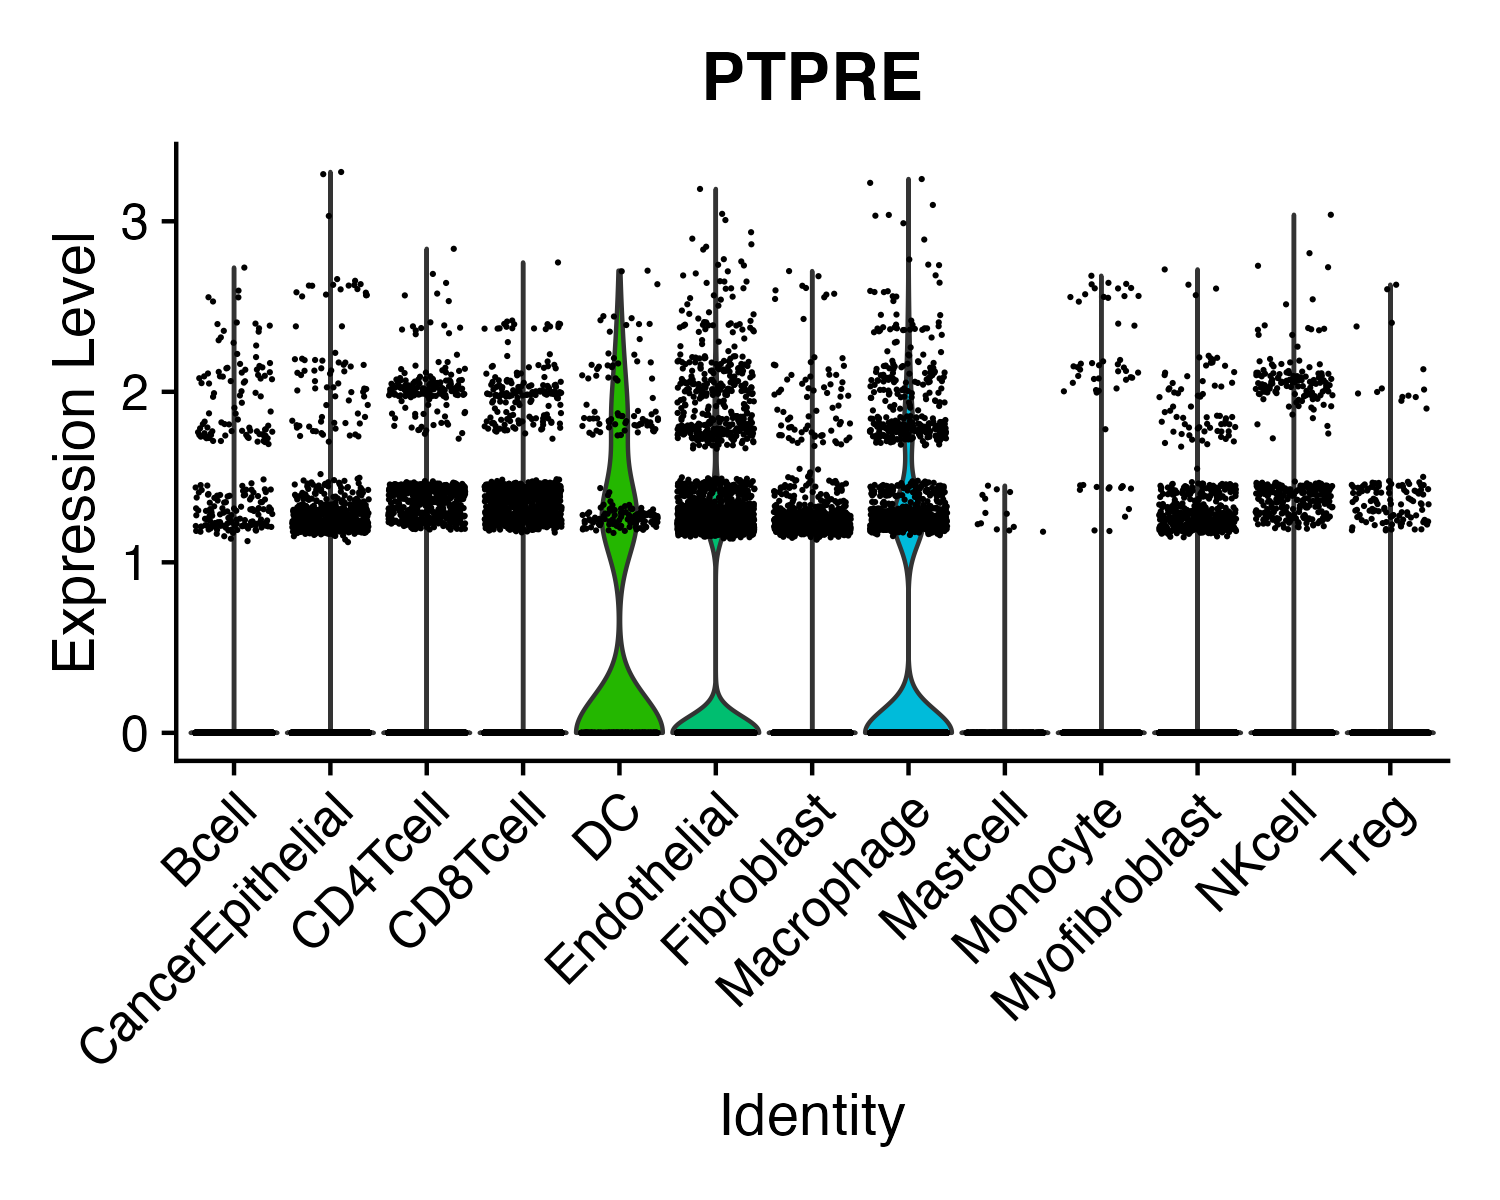 PTPRE
Expression Level
3
2
1
0
Bcell
CancerEpithelial
CD4Tcell
CD8Tcell
DC
Endothelial
Fibroblast
Macrophage
Mastcell
Monocyte
Myofibroblast
NKcell
Treg
Identity